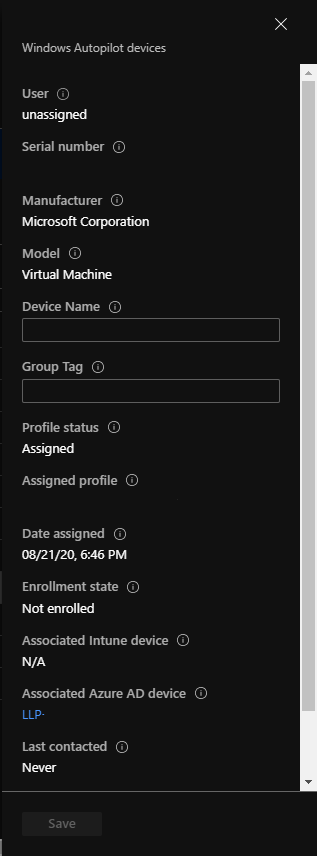 Windows Autopilot devices
User
unassigned
Serial number
Manufacturer
Microsoft Corporation
Model
Virtual Machine
Device Name
Group Tag
Profile status
Assigned
Assigned profile
Date assigned
08/21/20, 6:46 PM
Enrollment state
Not enrolled
Associated Intune device
N/A
Associated Azure AD device
LLP-
Last contacted
Never
Save